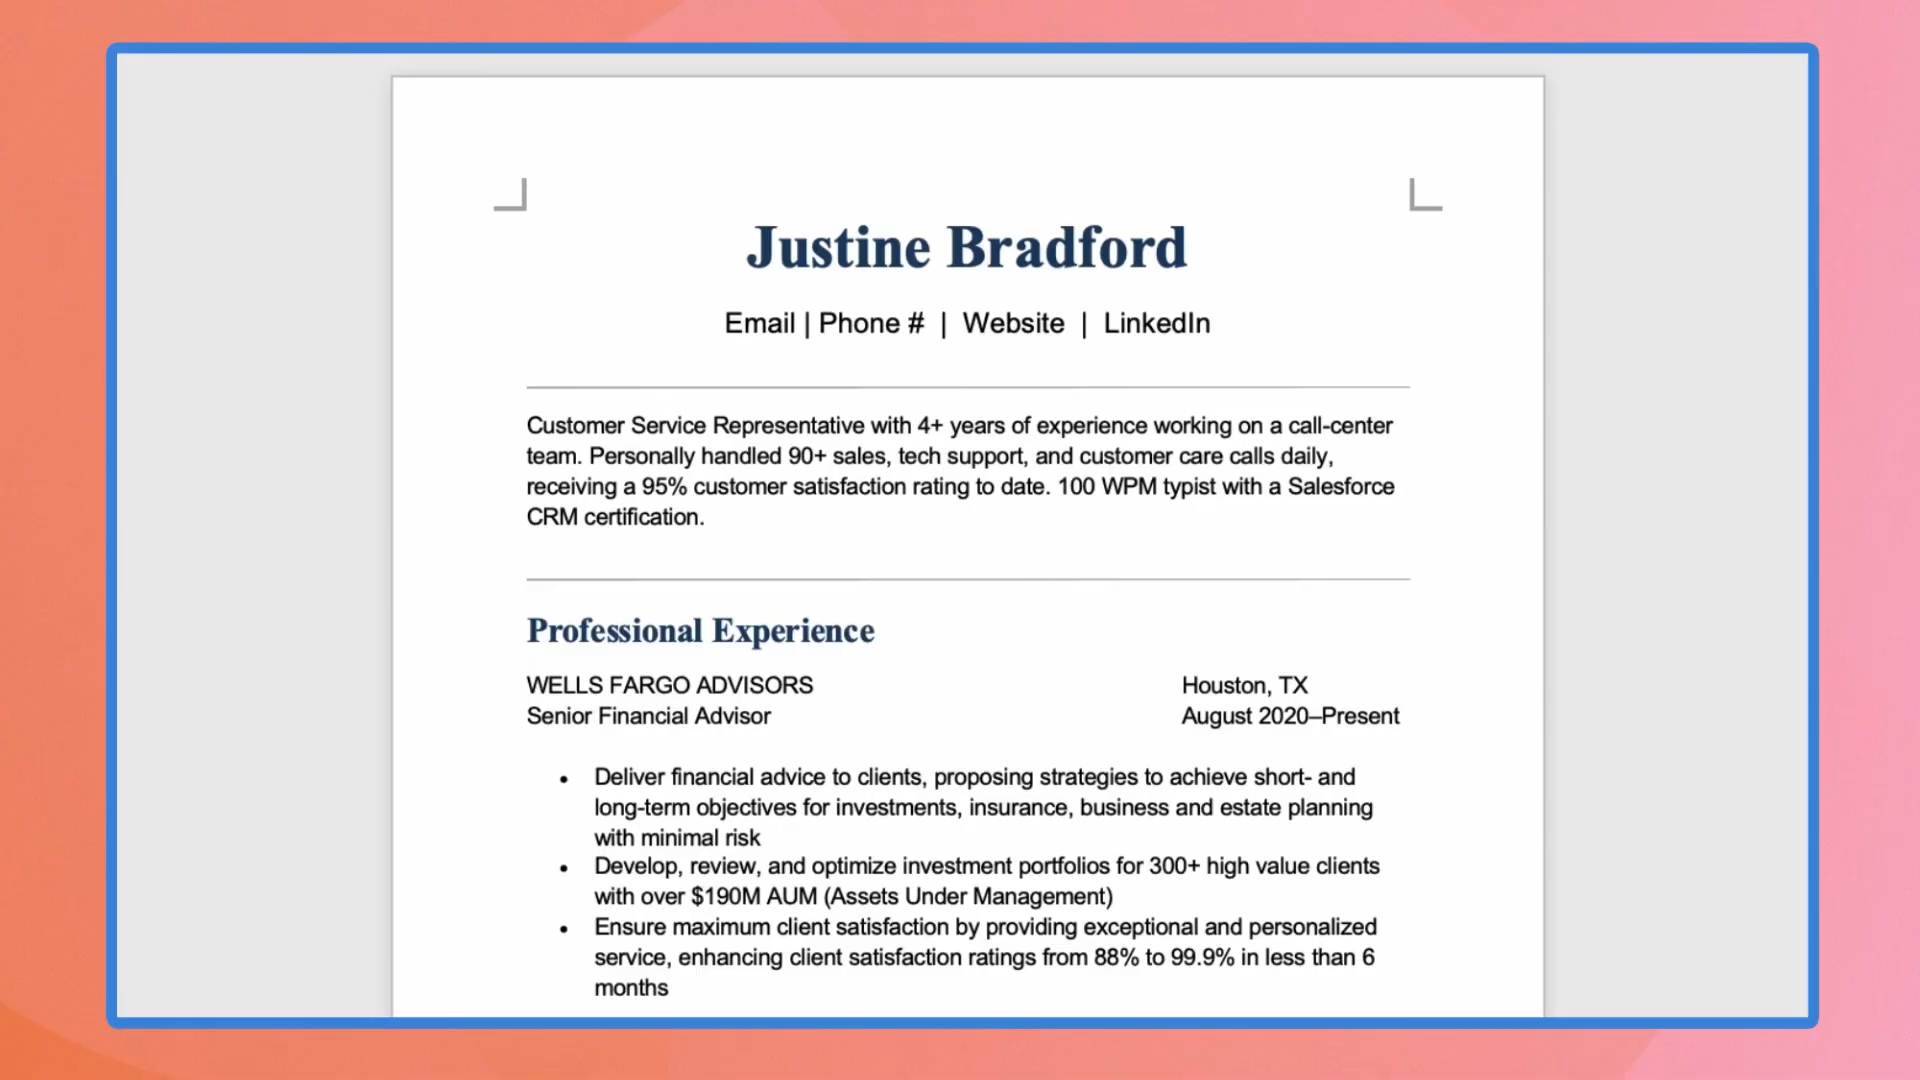 Justine Bradford
Email | Phone # | Website | LinkedIn
Customer Service Representative with 4+ years of experience working on a call-center
team. Personally handled 90+ sales, tech support, and customer care calls daily,
receiving a 95% customer satisfaction rating to date. 100 WPM typist with a Salesforce
CRM certification.
Professional Experience
WELLS FARGO ADVISORS Houston, TX
Senior Financial Advisor August 2020–Present
• Deliver financial advice to clients, proposing strategies to achieve short- and
long-term objectives for investments, insurance, business and estate planning
with minimal risk
• Develop, review, and optimize investment portfolios for 300+ high value clients
with over $190M AUM (Assets Under Management)
• Ensure maximum client satisfaction by providing exceptional and personalized
service, enhancing client satisfaction ratings from 88% to 99.9% in less than 6
months